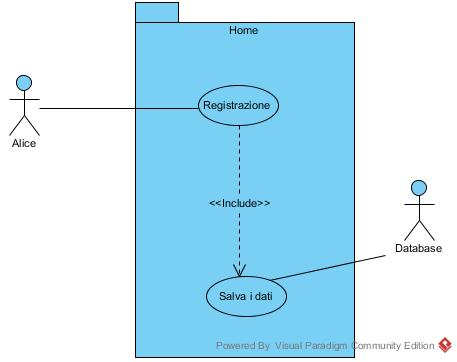 Home
Registrazione
Alice
<<Include>>
Database
Salva i dati
Powered By Visual Paradigm Community Edition